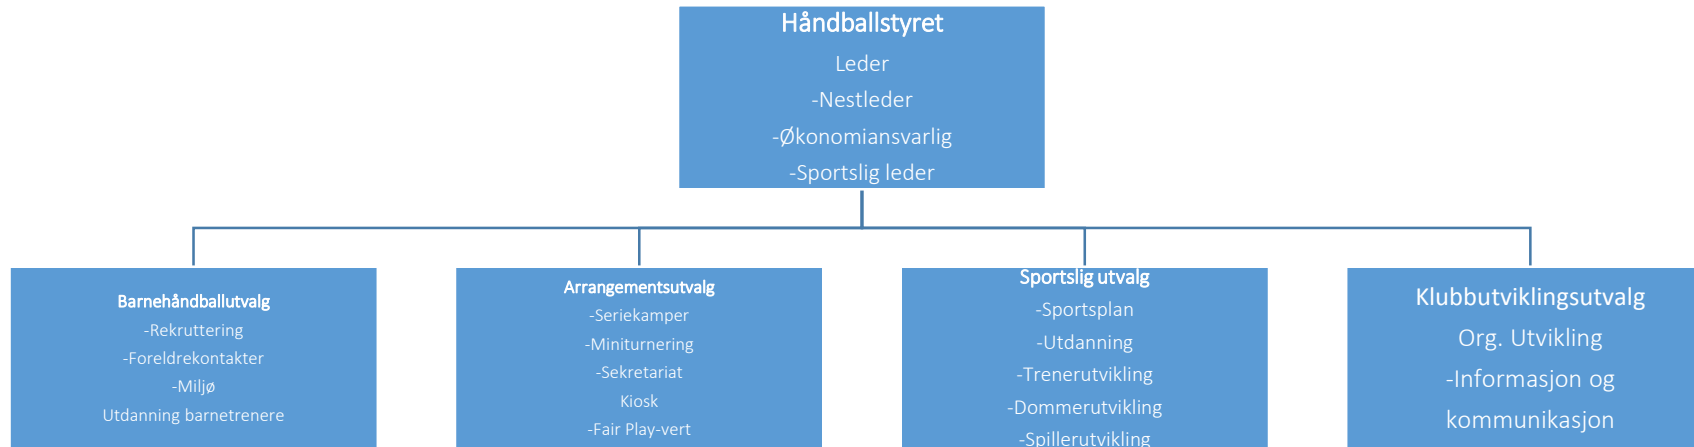 Håndballstyret
Leder
-Nestleder
-Økonomiansvarlig
-Sportslig leder
Barnehåndballutvalg
-Rekruttering
-Foreldrekontakter
-Miljø
Utdanning barnetrenere
Arrangementsutvalg
-Seriekamper
-Miniturnering
-Sekretariat
Kiosk
-Fair Play-vert
Sportslig utvalg
-Sportsplan
-Utdanning
-Trenerutvikling
-Dommerutvikling
-Spillerutvikling
Klubbutviklingsutvalg
Org. Utvikling
-Informasjon og
kommunikasjon